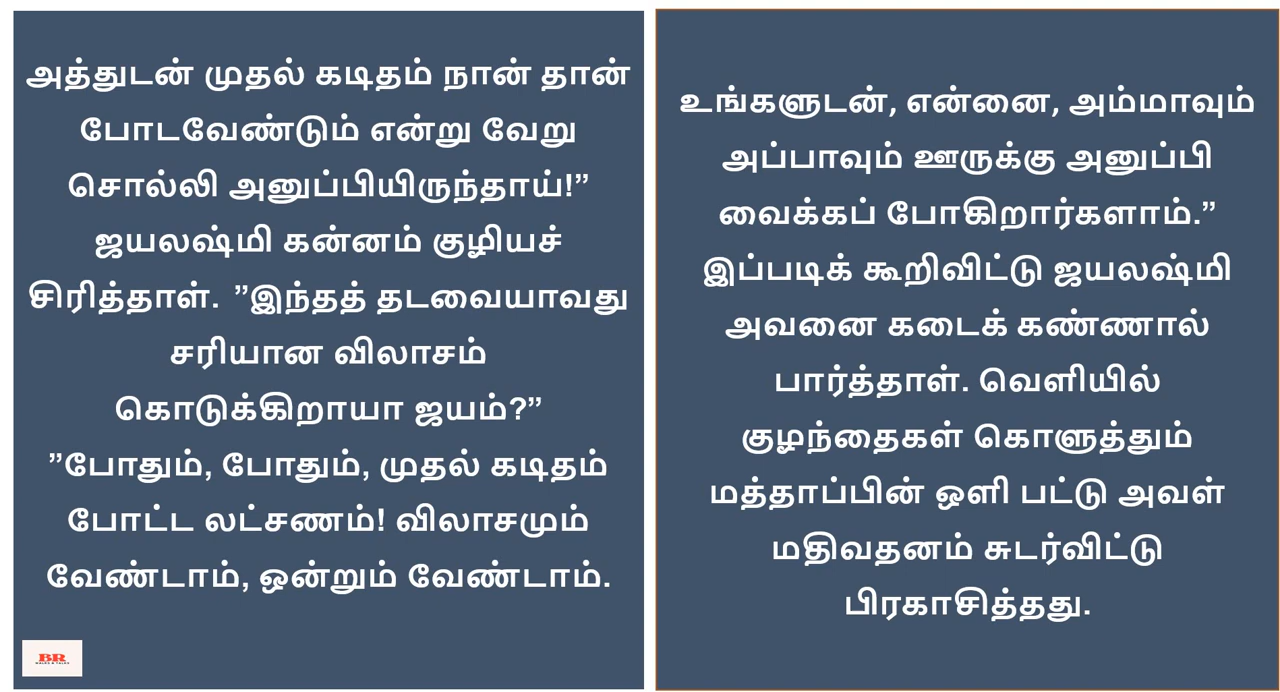 அத்துடன் முதல் கடிதம் நான் தான்
போடவேண்டும் என்று வேறு
சொல்லி அனுப்பியிருந்தாய்!”
ஜயலஷ்மி கன்னம் குழியச்
சிரித்தாள். ”இந்தத் தடவையாவது
சரியான விலாசம்
கொடுக்கிறாயா ஜயம்?”
”போதும், போதும், முதல் கடிதம்
போட்ட லட்சணம்! விலாசமும்
வேண்டாம், ஒன்றும் வேண்டாம்.
BR
உங்களுடன், என்னை, அம்மாவும்
அப்பாவும் ஊருக்கு அனுப்பி
வைக்கப் போகிறார்களாம்.”
இப்படிக் கூறிவிட்டு ஜயலஷ்மி
அவனை கடைக் கண்ணால்
பார்த்தாள். வெளியில்
குழந்தைகள் கொளுத்தும்
மத்தாப்பின் ஒளி பட்டு அவள்
மதிவதனம் சுடர்விட்டு
பிரகாசித்தது.